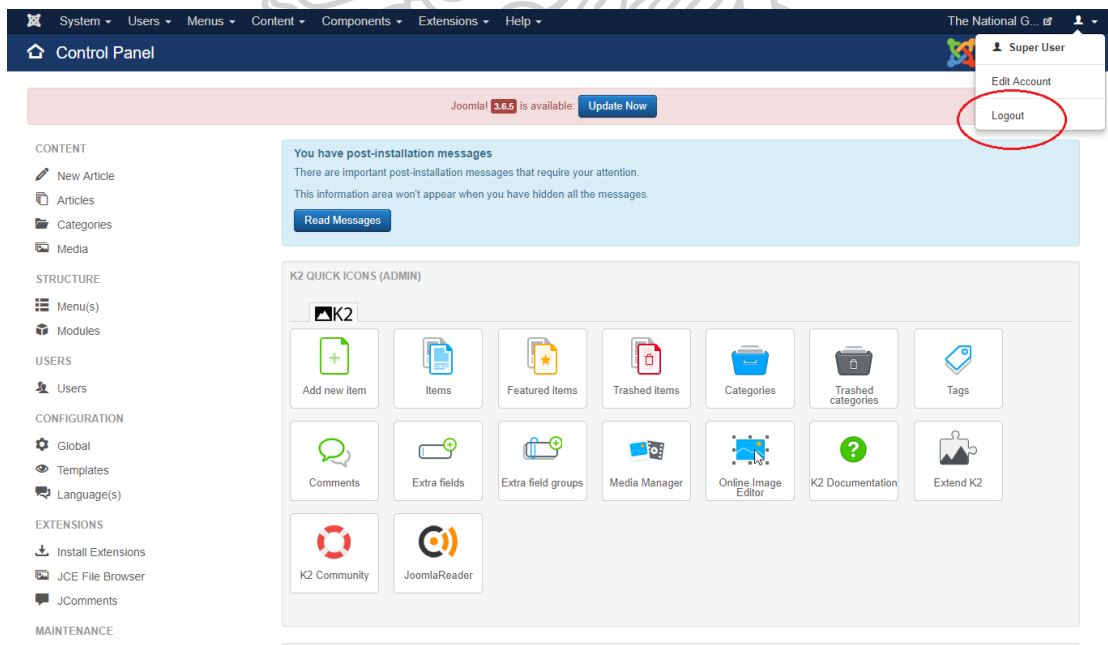 System Users Menus Content Components Extensions Help The National G...
Control Panel
Super User
Edit Account
Logout
Joomla! 3.6.5 is available: Update Now
CONTENT
New Article
Articles
Categories
Media
STRUCTURE
Menu(s)
Modules
USERS
Users
CONFIGURATION
Global
Templates
Language(s)
EXTENSIONS
Install Extensions
JCE File Browser
JComments
MAINTENANCE
You have post-installation messages
There are important post-installation messages that require your attention.
This information area won't appear when you have hidden all the messages.
Read Messages
K2 QUICK ICONS (ADMIN)
K2
Add new item Items Featured items Trashed items Categories Trashed categories Tags
Comments Extra fields Extra field groups Media Manager Online Image Editor K2 Documentation Extend K2
K2 Community JoomlaReader